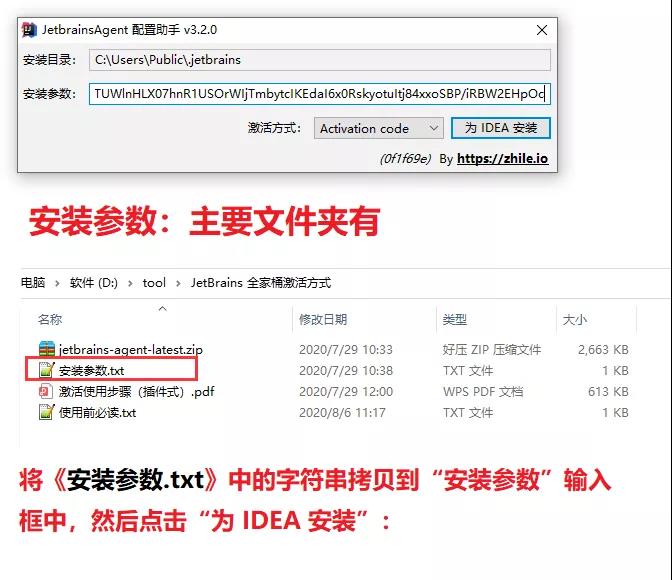 JetbrainsAgent 配置助手 v3.2.0
安装目录： C:\Users\Public\.jetbrains
安装参数： TUWlnHLX07hnR1USOrWIjTmbytcIKEdaI6x0RskyotuItj84xxoSBP/iRBW2EHpOc
激活方式： Activation code 为 IDEA 安装
(0f1f69e) By https://zhile.io
安装参数：主要文件夹有
电脑 › 软件 (D:) › tool › JetBrains 全家桶激活方式
名称 修改日期 类型 大小
jetbrains-agent-latest.zip 2020/7/29 10:33 好压 ZIP 压缩文件 2,663 KB
安装参数.txt 2020/7/29 10:38 TXT 文件 1 KB
激活使用步骤（插件式）.pdf 2020/7/29 12:00 WPS PDF 文档 613 KB
使用前必读.txt 2020/8/6 11:17 TXT 文件 1 KB
将《安装参数.txt》中的字符串拷贝到“安装参数”输入
框中，然后点击“为 IDEA 安装”：